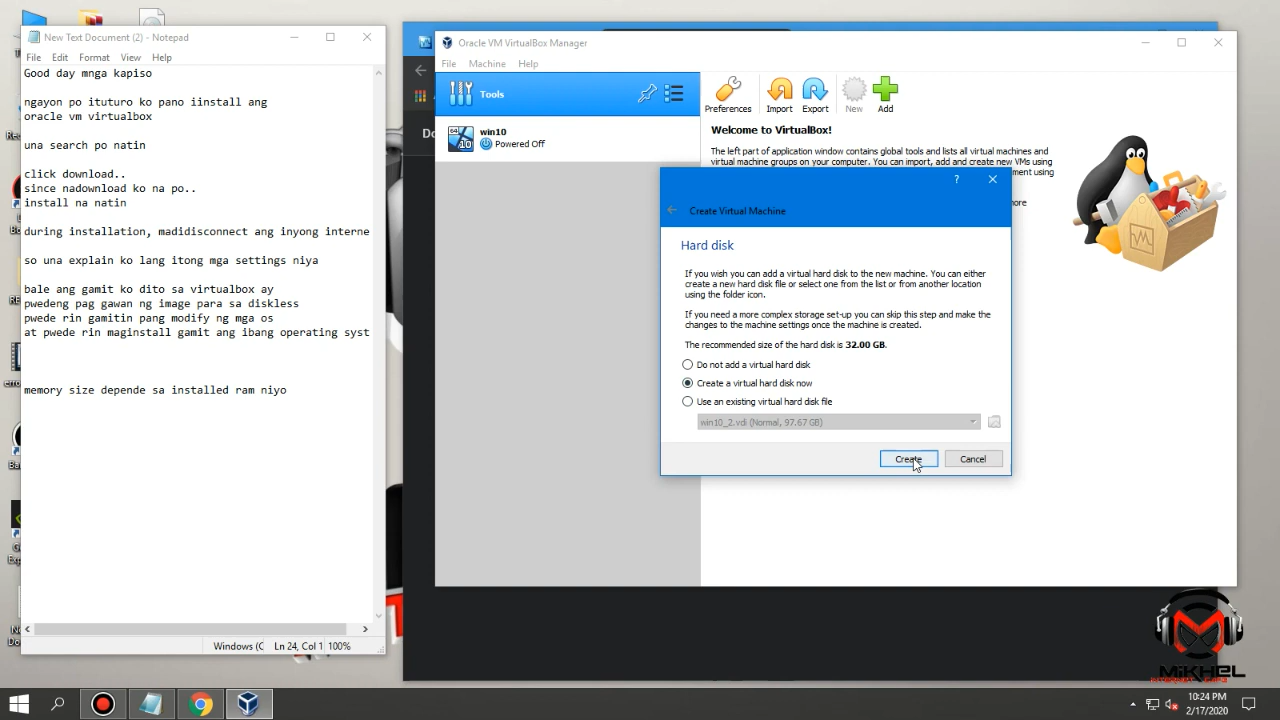 New Text Document (2) - Notepad
File Edit Format View Help
Good day mnga kapiso
ngayon po ituturo ko pano iinstall ang
oracle vm virtualbox
una search po natin
click download..
since nadownload ko na po..
install na natin
during installation, madidisconnect ang inyong interne
so una explain ko lang itong mga settings niya
bale ang gamit ko dito sa virtualbox ay
pwedeng pag gawan ng image para sa diskless
pwede rin gamitin pang modify ng mga os
at pwede rin maginstall gamit ang ibang operating syst
memory size depende sa installed ram niyo
Windows (C Ln 24, Col 1 100%
Oracle VM VirtualBox Manager
File Machine Help
Tools
win10
Powered Off
64
10
Preferences Import Export New Add
Welcome to VirtualBox!
The left part of application window contains global tools and lists all virtual machines and
virtual machine groups on your computer. You can import, add and create new VMs using
ment using
more
? 
Create Virtual Machine
Hard disk
If you wish you can add a virtual hard disk to the new machine. You can either
create a new hard disk file or select one from the list or from another location
using the folder icon.
If you need a more complex storage set-up you can skip this step and make the
changes to the machine settings once the machine is created.
The recommended size of the hard disk is 32.00 GB.
Do not add a virtual hard disk
Create a virtual hard disk now
Use an existing virtual hard disk file
win10_2.vdi (Normal, 97.67 GB)
Create Cancel
Do
MiKHEL
10:24 PM
2/17/2020